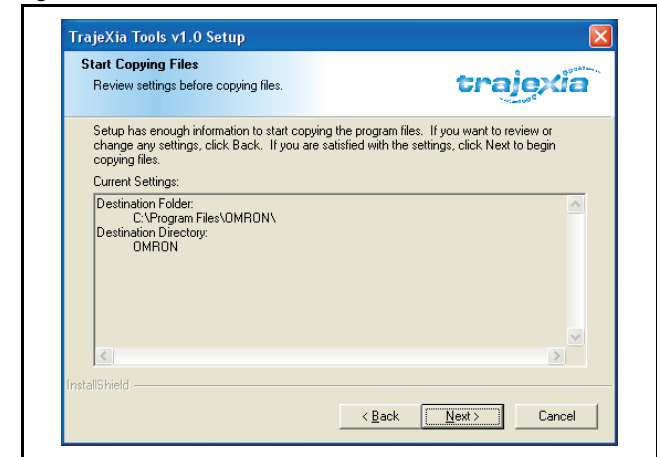 TrajeXia Tools v1.0 Setup
Start Copying Files
Review settings before copying files.
trajexia
Setup has enough information to start copying the program files. If you want to review or
change any settings, click Back. If you are satisfied with the settings, click Next to begin
copying files.
Current Settings:
Destination Folder:
C:\Program Files\OMRON\
Destination Directory:
OMRON
InstallShield
< Back
Next >
Cancel